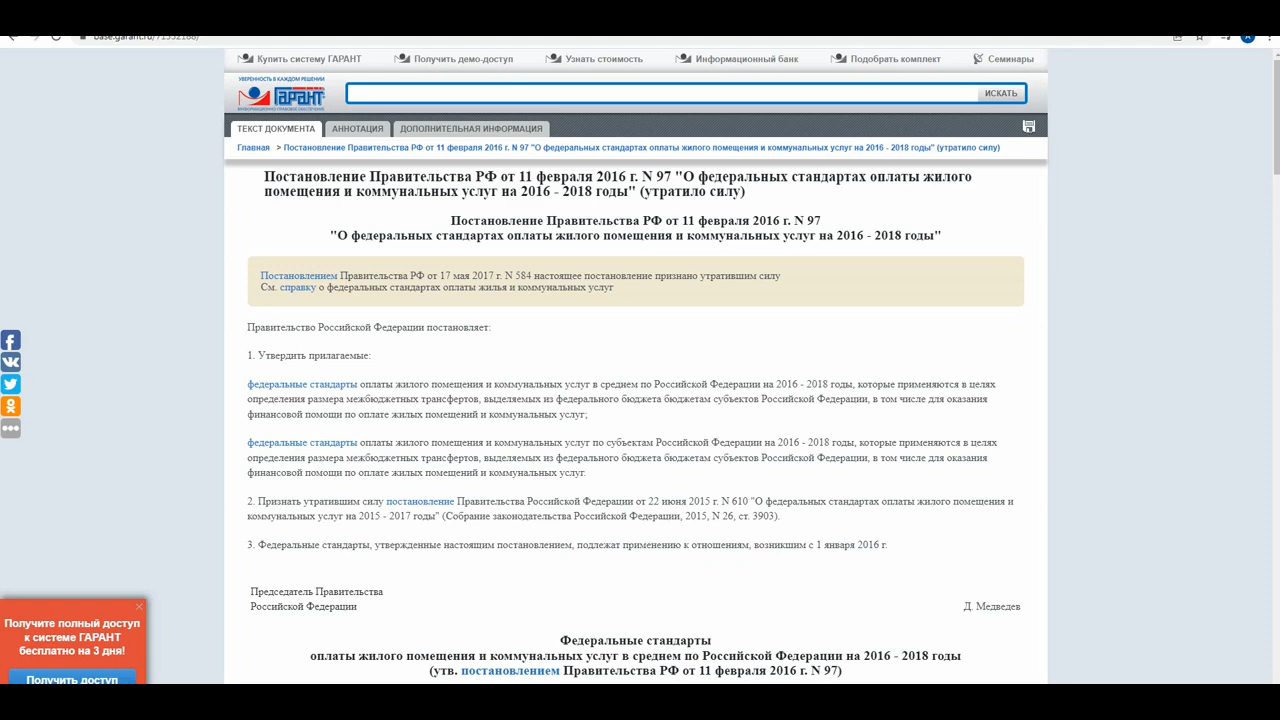 base.garant.ru/71332188/
Купить систему ГАРАНТ
Получить демо-доступ
Узнать стоимость
Информационный банк
Подобрать комплект
Семинары
УВЕРЕННОСТЬ В КАЖДОМ РЕШЕНИИ
ГАРАНТ
ИНФОРМАЦИОННО-ПРАВОВОЕ ОБЕСПЕЧЕНИЕ
ИСКАТЬ
ТЕКСТ ДОКУМЕНТА
АННОТАЦИЯ
ДОПОЛНИТЕЛЬНАЯ ИНФОРМАЦИЯ
Главная > Постановление Правительства РФ от 11 февраля 2016 г. N 97 "О федеральных стандартах оплаты жилого помещения и коммунальных услуг на 2016 - 2018 годы" (утратило силу)
Постановление Правительства РФ от 11 февраля 2016 г. N 97 "О федеральных стандартах оплаты жилого
помещения и коммунальных услуг на 2016 - 2018 годы" (утратило силу)
Постановление Правительства РФ от 11 февраля 2016 г. N 97
"О федеральных стандартах оплаты жилого помещения и коммунальных услуг на 2016 - 2018 годы"
Постановлением Правительства РФ от 17 мая 2017 г. N 584 настоящее постановление признано утратившим силу
См. справку о федеральных стандартах оплаты жилья и коммунальных услуг
Правительство Российской Федерации постановляет:
1. Утвердить прилагаемые:
федеральные стандарты оплаты жилого помещения и коммунальных услуг в среднем по Российской Федерации на 2016 - 2018 годы, которые применяются в целях
определения размера межбюджетных трансфертов, выделяемых из федерального бюджета бюджетам субъектов Российской Федерации, в том числе для оказания
финансовой помощи по оплате жилых помещений и коммунальных услуг;
федеральные стандарты оплаты жилого помещения и коммунальных услуг по субъектам Российской Федерации на 2016 - 2018 годы, которые применяются в целях
определения размера межбюджетных трансфертов, выделяемых из федерального бюджета бюджетам субъектов Российской Федерации, в том числе для оказания
финансовой помощи по оплате жилых помещений и коммунальных услуг.
2. Признать утратившим силу постановление Правительства Российской Федерации от 22 июня 2015 г. N 610 "О федеральных стандартах оплаты жилого помещения и
коммунальных услуг на 2015 - 2017 годы" (Собрание законодательства Российской Федерации, 2015, N 26, ст. 3903).
3. Федеральные стандарты, утвержденные настоящим постановлением, подлежат применению к отношениям, возникшим с 1 января 2016 г.
Председатель Правительства
Российской Федерации
Д. Медведев
Федеральные стандарты
оплаты жилого помещения и коммунальных услуг в среднем по Российской Федерации на 2016 - 2018 годы
(утв. постановлением Правительства РФ от 11 февраля 2016 г. N 97)
Получите полный доступ
к системе ГАРАНТ
бесплатно на 3 дня!
Получить доступ